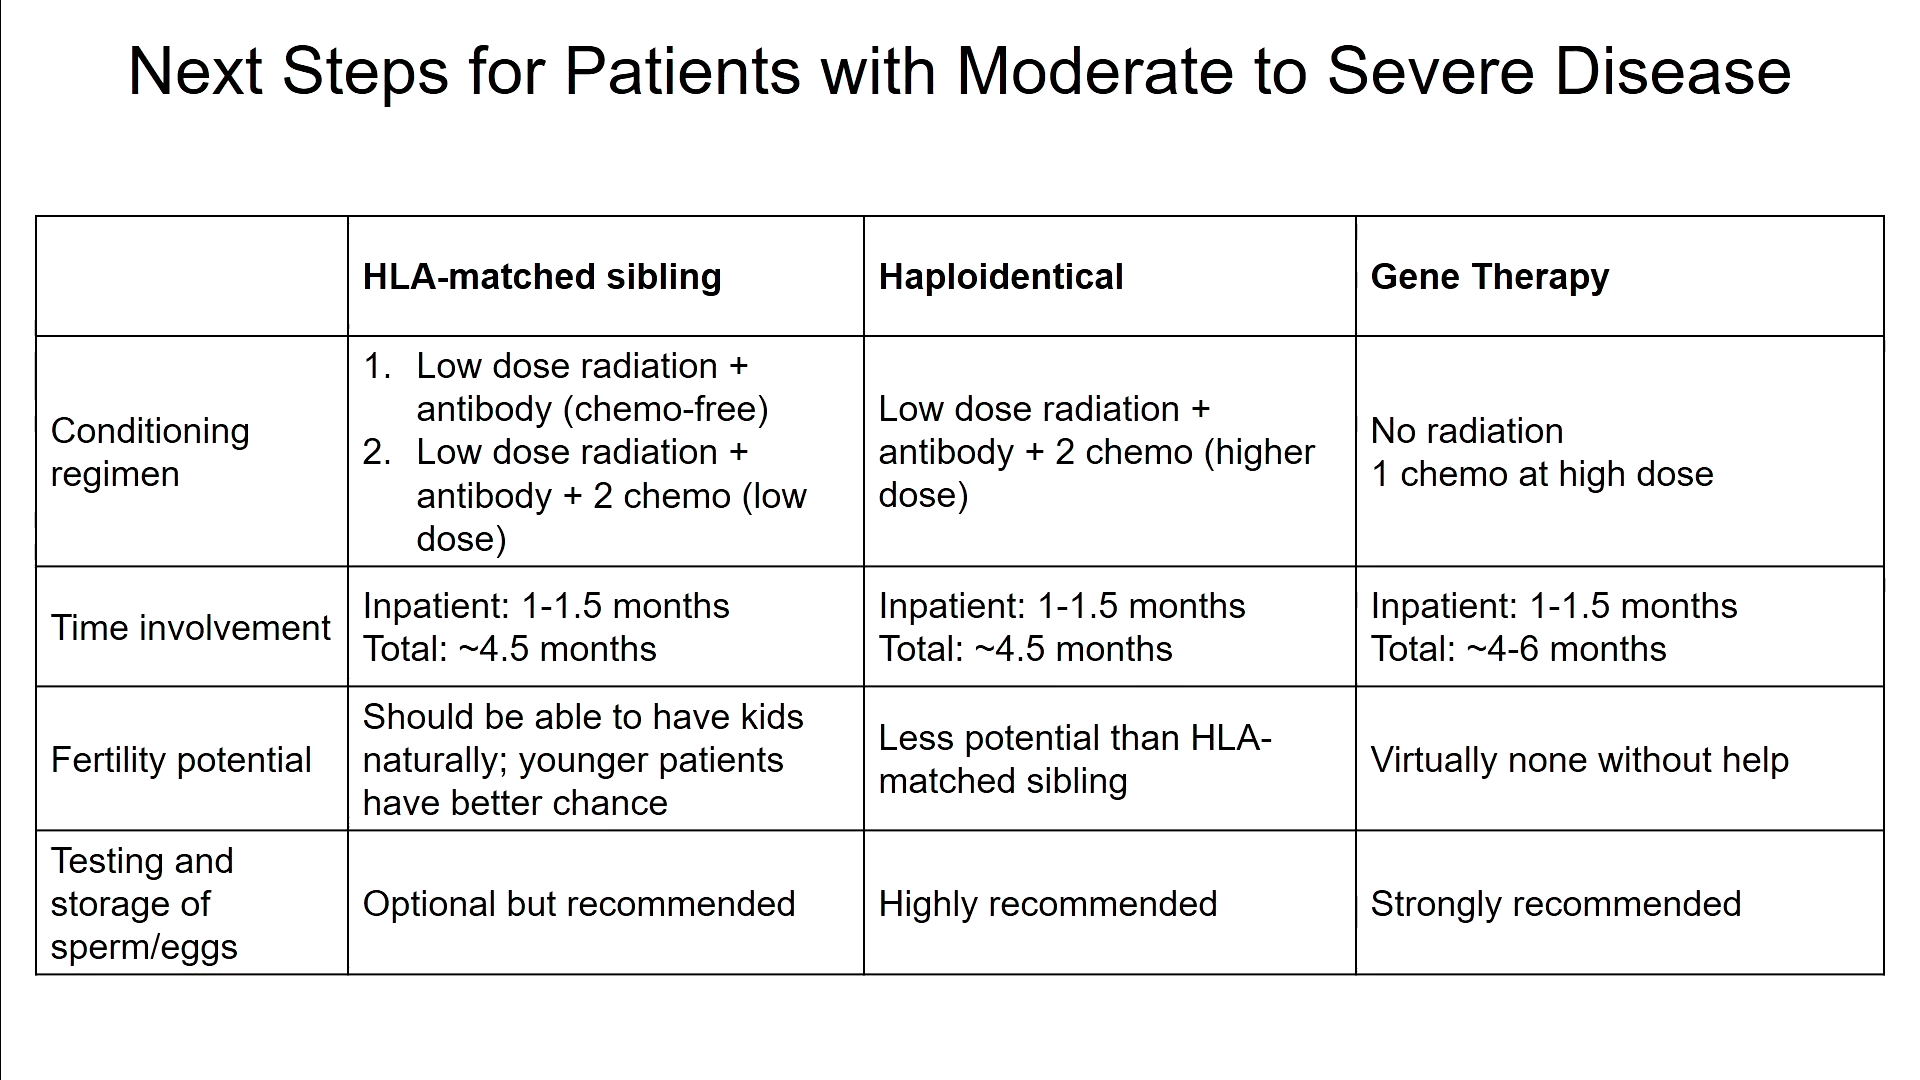 Next Steps for Patients with Moderate to Severe Disease
HLA-matched sibling
Haploidentical
Gene Therapy
Conditioning
regimen
1. Low dose radiation +
antibody (chemo-free)
2. Low dose radiation +
antibody + 2 chemo (low
dose)
Low dose radiation +
antibody + 2 chemo (higher
dose)
No radiation
1 chemo at high dose
Time involvement
Inpatient: 1-1.5 months
Total: ~4.5 months
Inpatient: 1-1.5 months
Total: ~4.5 months
Inpatient: 1-1.5 months
Total: ~4-6 months
Fertility potential
Should be able to have kids
naturally; younger patients
have better chance
Less potential than HLA-
matched sibling
Virtually none without help
Testing and
storage of
sperm/eggs
Optional but recommended
Highly recommended
Strongly recommended